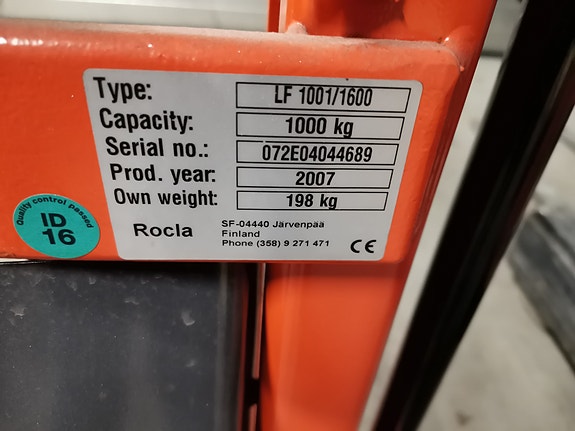 Type: LF 1001/1600
Capacity: 1000 kg
Serial no.: 072E04044689
Prod. year: 2007
Own weight: 198 kg
Rocla
SF-04440 Järvenpää
Finland
Phone (358) 9 271 471
CE
Quality control passed
ID
16